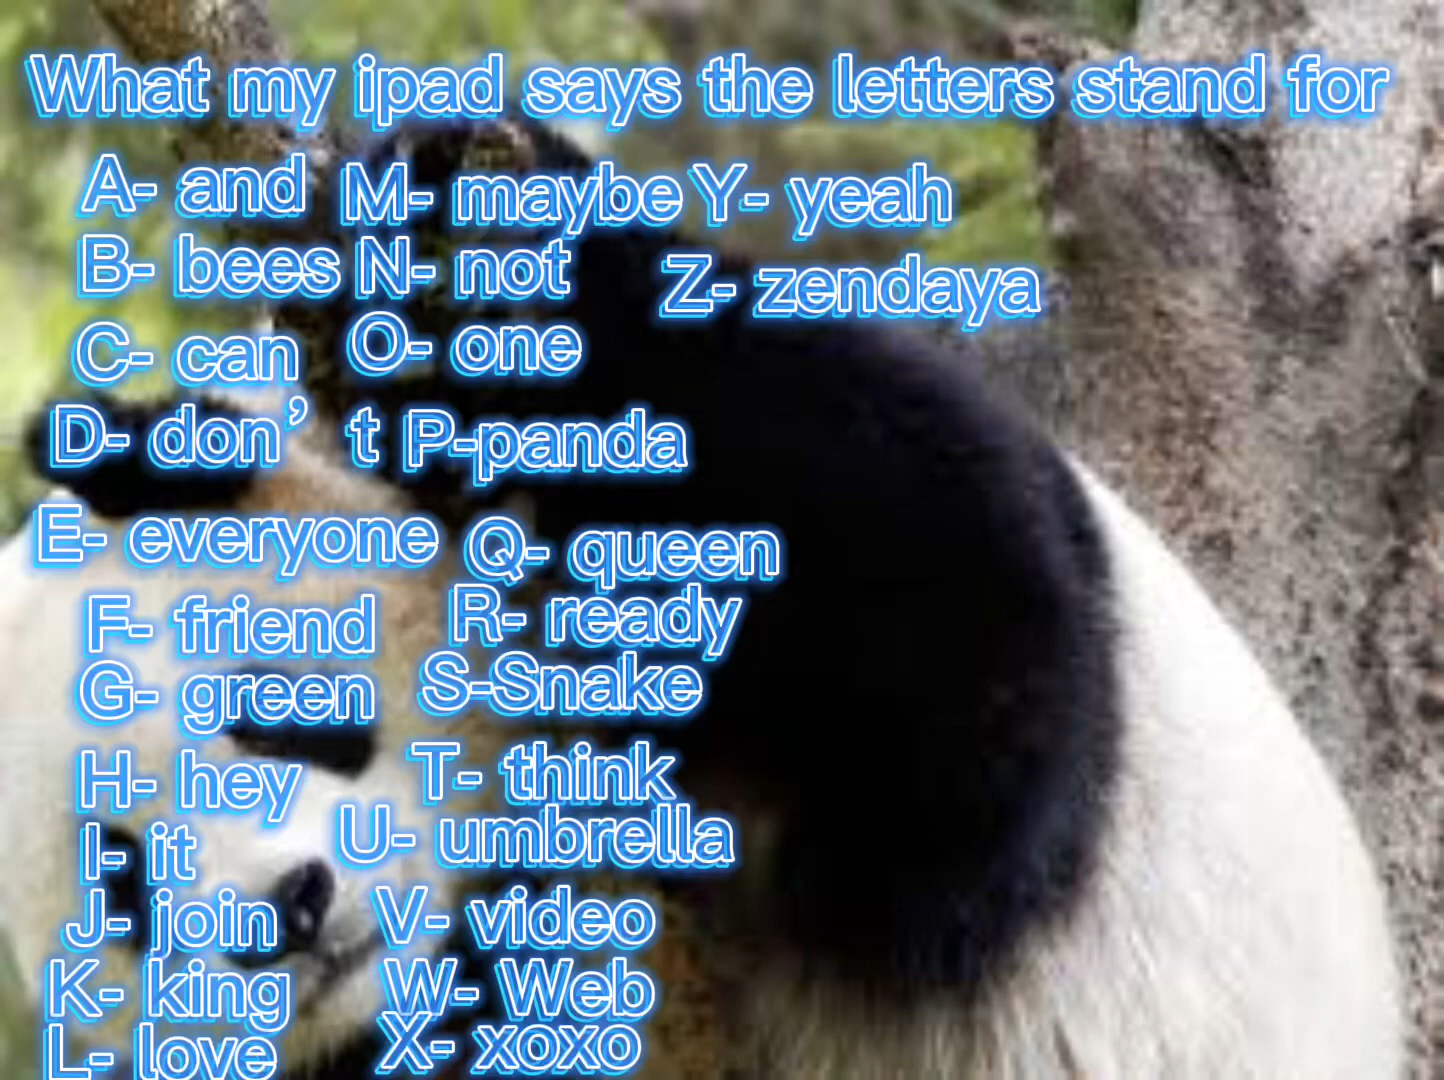 What my ipad says the letters stand for
A- and
B- bees
C- can
D- don’ t
E- everyone
F- friend
G- green
H- hey
I- it
J- join
K- king
L- love
M- maybe
N- not
O- one
P-panda
Q- queen
R- ready
S-Snake
T- think
U- umbrella
V- video
W- Web
X- xoxo
Y- yeah
Z- zendaya